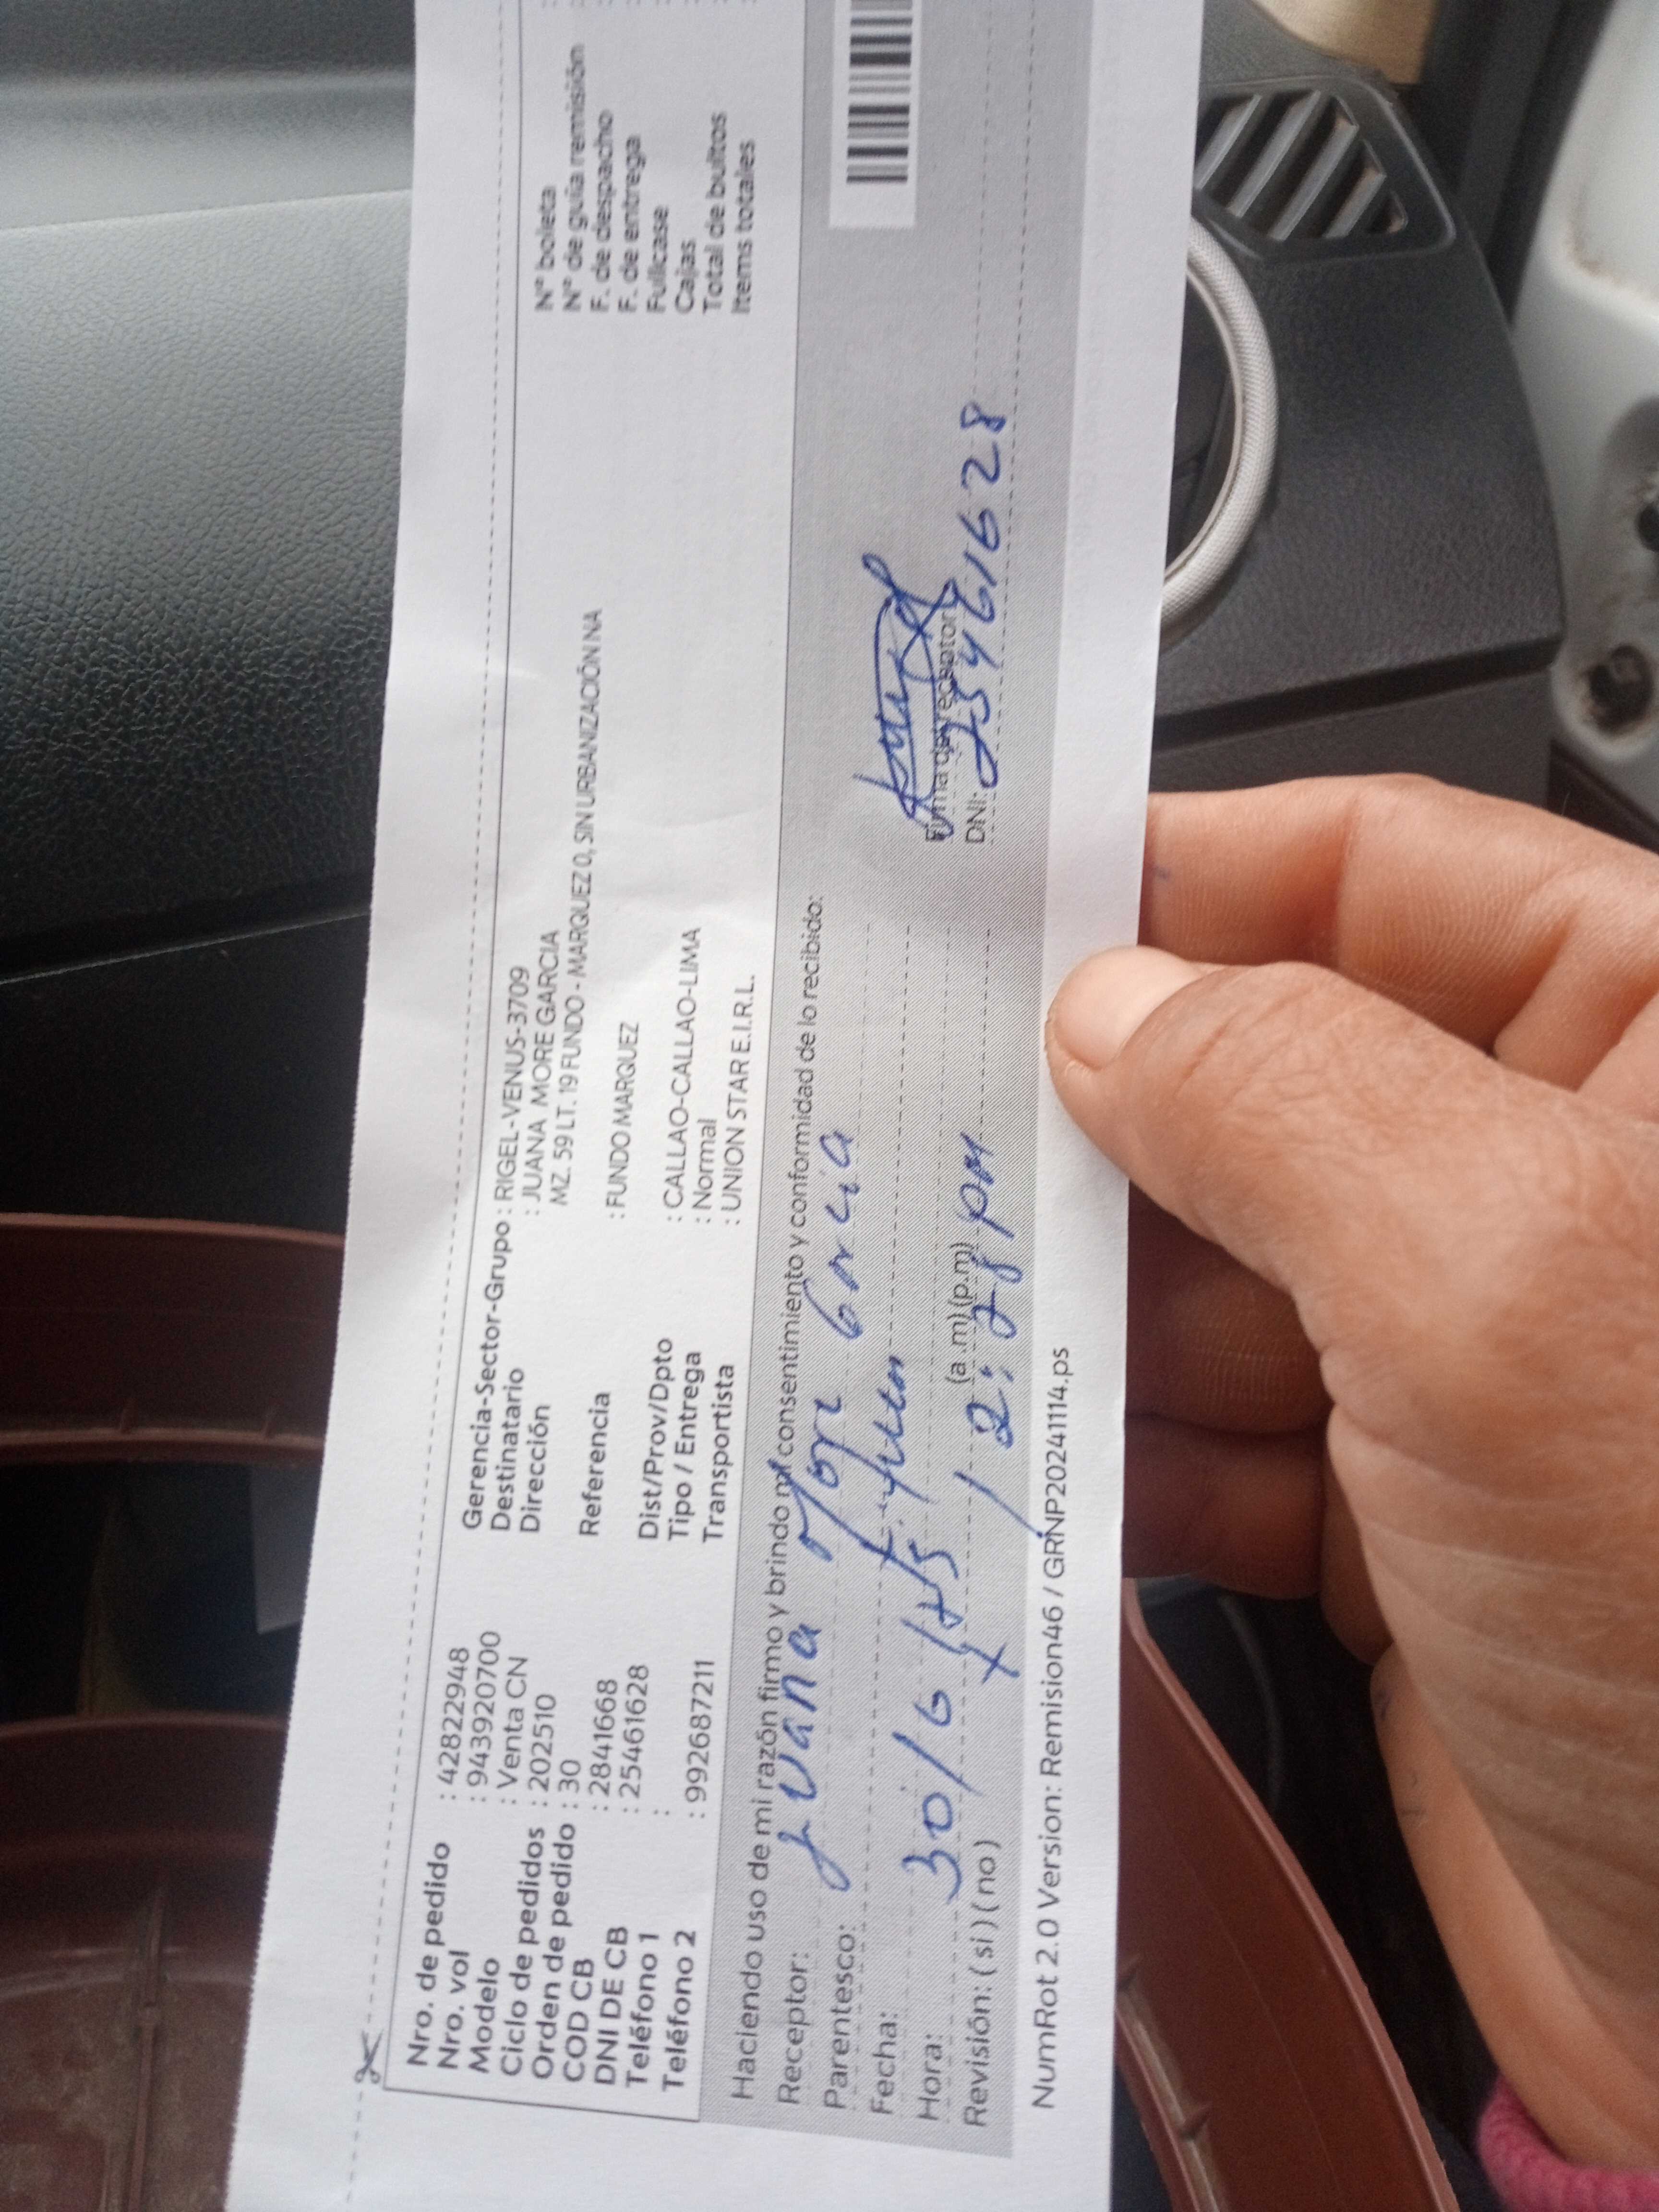 Nro. de pedido : 428222948
Nro. vol : 943920700
Modelo : Venta CN
Ciclo de pedidos : 202510
Orden de pedido : 30
COD CB : 2841668
DNI DE CB : 25461628
Teléfono 1 :
Teléfono 2 : 992687211
Gerencia-Sector-Grupo : RIGEL-VENUS-3709
Destinatario : JUANA MORE GARCIA
Dirección MZ. 59 LT. 19 FUNDO - MARQUEZ 0, SIN URBANIZACIÓN NA
Referencia : FUNDO MARQUEZ
Dist/Prov/Dpto : CALLAO-CALLAO-LIMA
Tipo / Entrega : Normal
Transportista : UNION STAR E.I.R.L.
N° boleta :
N° de guía remisión :
F. de despacho :
F. de entrega :
Fullcase :
Cajas :
Total de bultos :
Items totales :
Haciendo uso de mi razón firmo y brindo mi consentimiento y conformidad de lo recibido:
Receptor: Juana More
Parentesco:
Fecha: 30/6/25
Hora: (a.m) (p.m) 2:28 pm
Revisión: (si) (no)
Firma del receptor
DNI: 25461628
NumRot 2.0 Version: Remision46 / GRNP20241114.ps